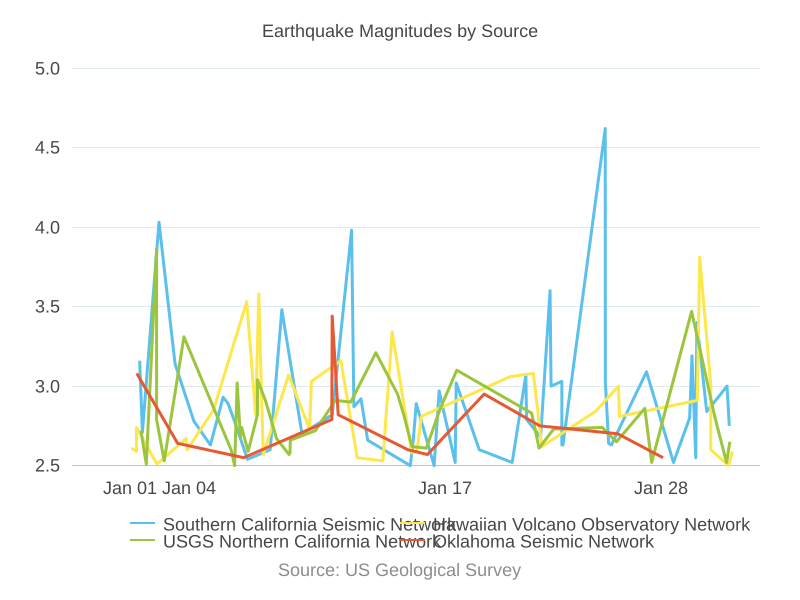 Earthquake Magnitudes by Source
5.0
4.5
4.0
3.5
3.0
2.5
Jan 01 Jan 04 Jan 17 Jan 28
Southern California Seismic Network Hawaiian Volcano Observatory Network
USGS Northern California Network Oklahoma Seismic Network
Source: US Geological Survey